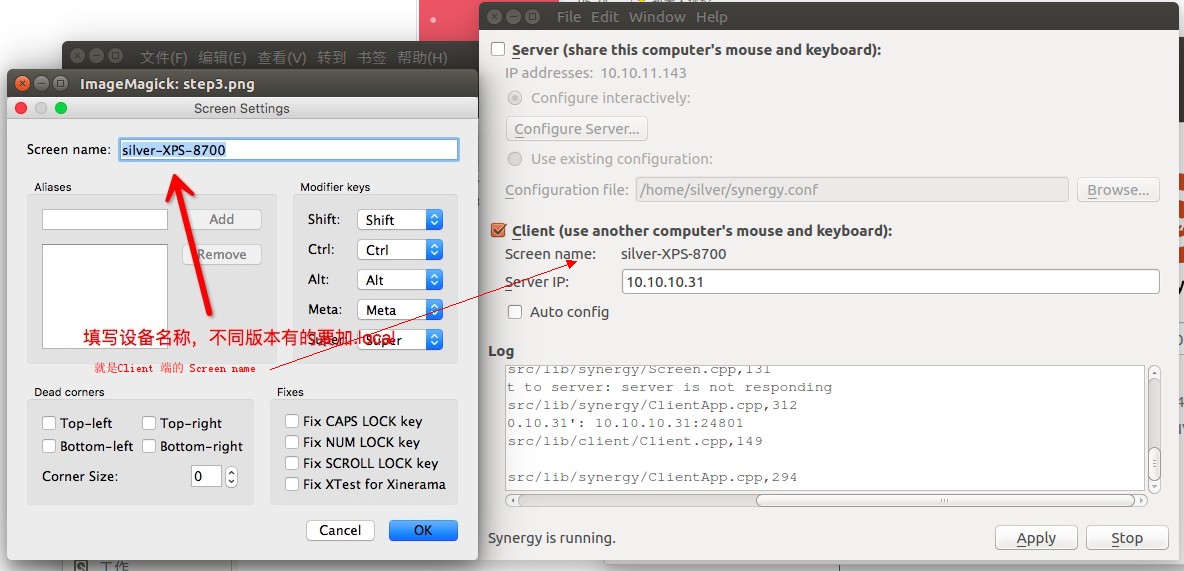 File Edit Window Help
文件(F) 编辑(E) 查看(V) 转到 书签 帮助(H)
ImageMagick: step3.png
Screen Settings
Screen name: silver-XPS-8700
Aliases
Add
Remove
Modifier keys
Shift: Shift
Ctrl: Ctrl
Alt: Alt
Meta: Meta
Super: Super
填写设备名称，不同版本有的要加.local
就是Client 端的 Screen name
Dead corners
Top-left Top-right
Bottom-left Bottom-right
Corner Size: 0
Fixes
Fix CAPS LOCK key
Fix NUM LOCK key
Fix SCROLL LOCK key
Fix XTest for Xinerama
Cancel OK
Server (share this computer's mouse and keyboard):
IP addresses: 10.10.11.143
Configure interactively:
Configure Server...
Use existing configuration:
Configuration file: /home/silver/synergy.conf Browse...
Client (use another computer's mouse and keyboard):
Screen name: silver-XPS-8700
Server IP: 10.10.10.31
Auto config
Log
src/lib/synergy/Screen.cpp,131
t to server: server is not responding
src/lib/synergy/ClientApp.cpp,312
0.10.31': 10.10.10.31:24801
src/lib/client/Client.cpp,149
src/lib/synergy/ClientApp.cpp,294
Synergy is running.
Apply Stop
工作